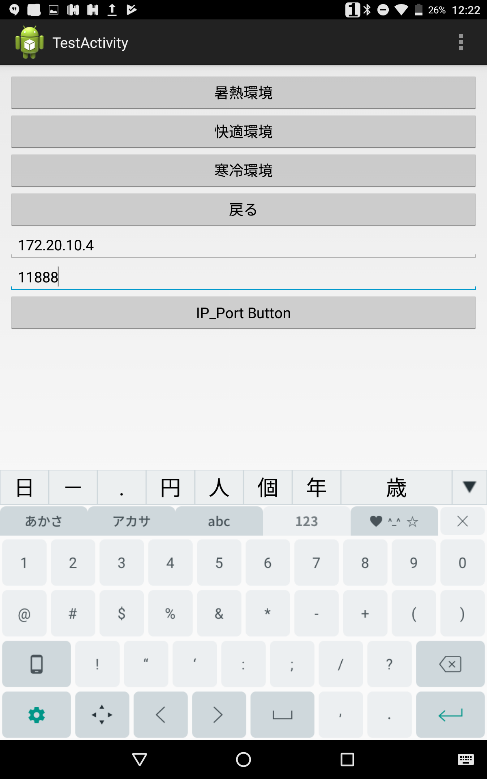 1 26% 12:22
TestActivity
暑熱環境
快適環境
寒冷環境
戻る
172.20.10.4
11888
IP_Port Button
日 ー . 円 人 個 年 歳
あかさ アカサ abc 123 ♥ ^_^ ☆
1 2 3 4 5 6 7 8 9 0
@ # $ % & * - + ( )
! “ ‘ : ; / ?
, .